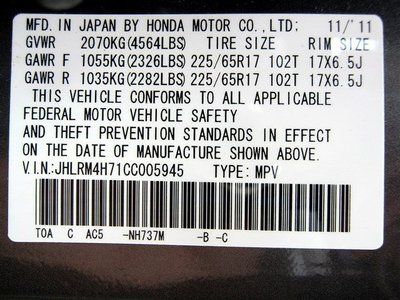 MFD. IN JAPAN BY HONDA MOTOR CO.,LTD; 11/'11
GVWR 2070KG(4564LBS) TIRE SIZE RIM SIZE
GAWR F 1055KG(2326LBS) 225/65R17 102T 17X6.5J
GAWR R 1035KG(2282LBS) 225/65R17 102T 17X6.5J
THIS VEHICLE CONFORMS TO ALL APPLICABLE
FEDERAL MOTOR VEHICLE SAFETY
AND THEFT PREVENTION STANDARDS IN EFFECT
ON THE DATE OF MANUFACTURE SHOWN ABOVE.
V.I.N.:JHLRM4H71CC005945 TYPE: MPV
TOA C AC5 -NH737M -B -C